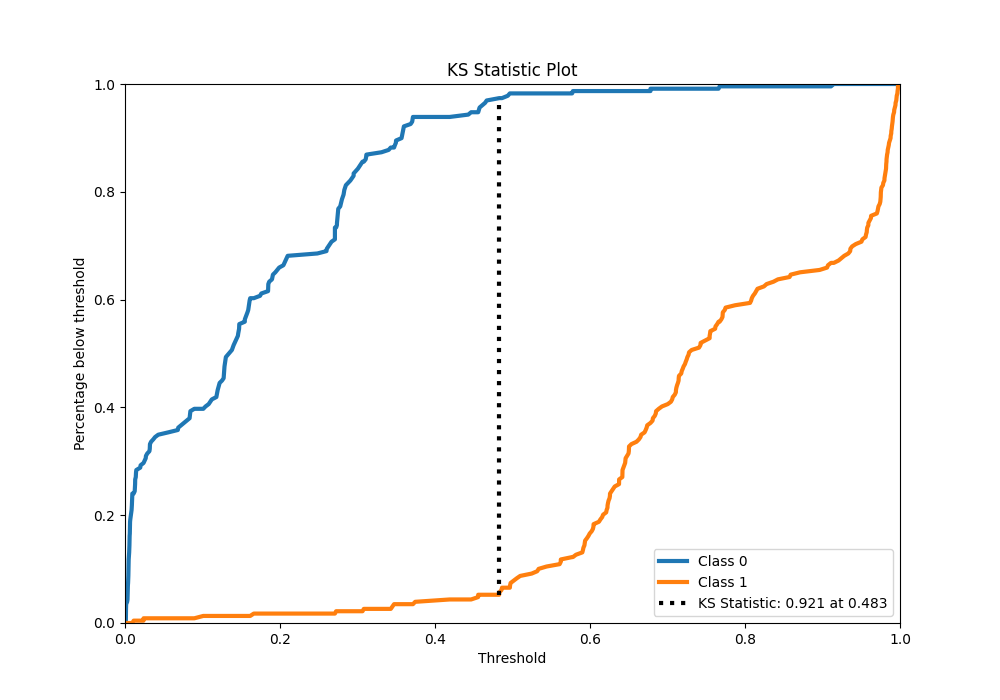 KS Statistic Plot
1.0
0.8
0.6
0.4
0.2
0.0
Percentage below threshold
0.0 0.2 0.4 0.6 0.8 1.0
Threshold
Class 0
Class 1
KS Statistic: 0.921 at 0.483